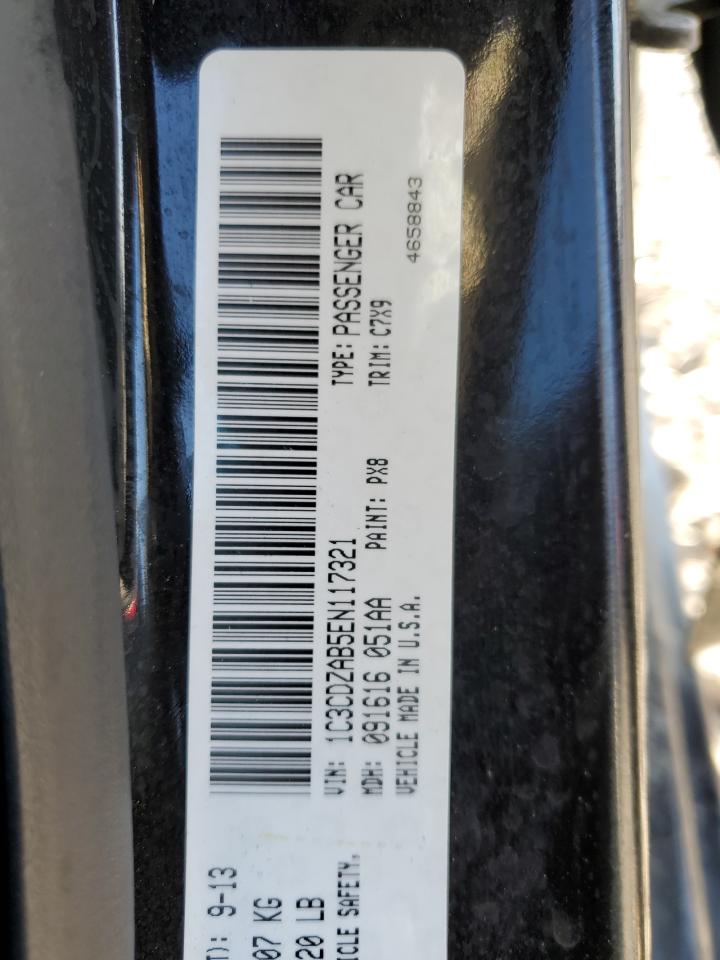 T): 9-13
07 KG
20 LB
ICLE SAFETY,
VIN: 1C3CDZAB5EN117321 TYPE: PASSENGER CAR
MDH: 091616 051AA PAINT: PX8 TRIM: C7X9
VEHICLE MADE IN U.S.A. 4658843